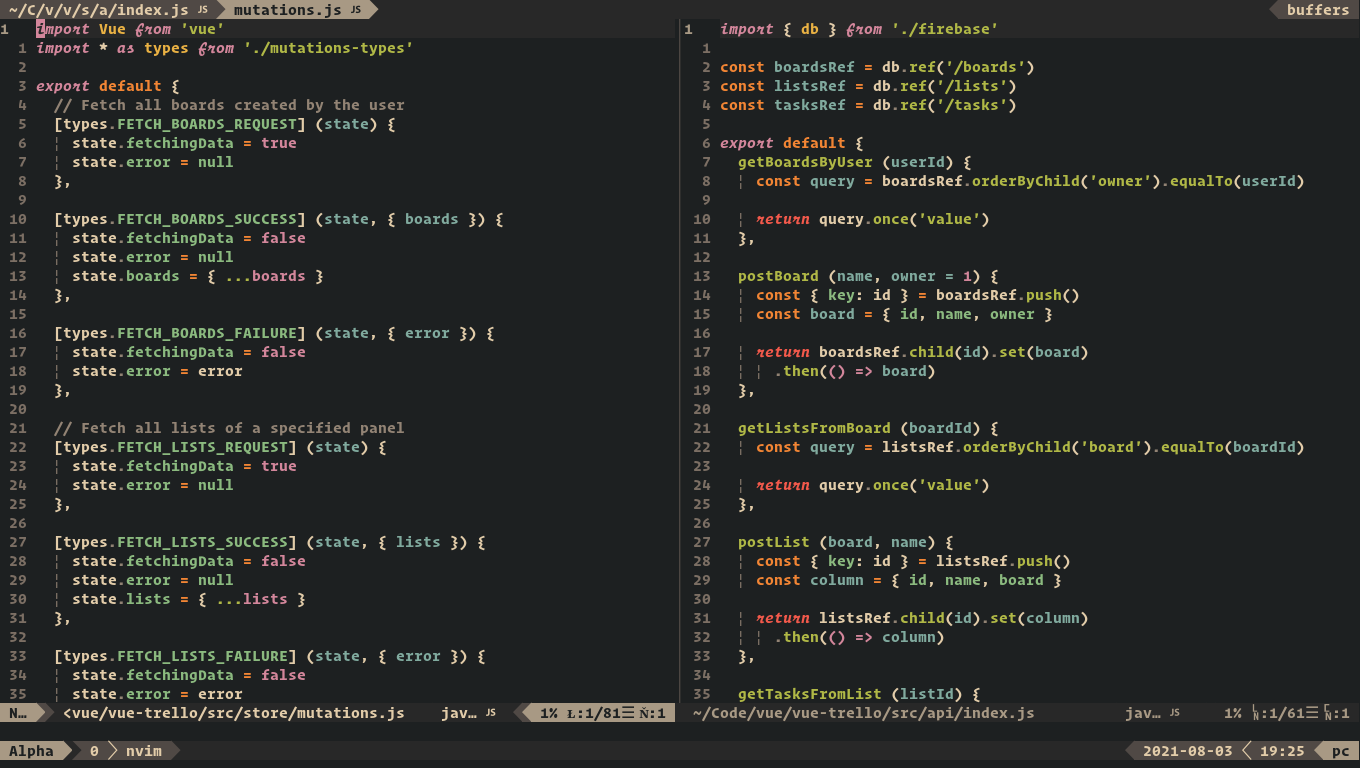 ~/C/v/v/s/a/index.js JS mutations.js JS buffers
1 import Vue from 'vue'
1 import * as types from './mutations-types'
2
3 export default {
4 // Fetch all boards created by the user
5 [types.FETCH_BOARDS_REQUEST] (state) {
6 ¦ state.fetchingData = true
7 ¦ state.error = null
8 },
9
10 [types.FETCH_BOARDS_SUCCESS] (state, { boards }) {
11 ¦ state.fetchingData = false
12 ¦ state.error = null
13 ¦ state.boards = { ...boards }
14 },
15
16 [types.FETCH_BOARDS_FAILURE] (state, { error }) {
17 ¦ state.fetchingData = false
18 ¦ state.error = error
19 },
20
21 // Fetch all lists of a specified panel
22 [types.FETCH_LISTS_REQUEST] (state) {
23 ¦ state.fetchingData = true
24 ¦ state.error = null
25 },
26
27 [types.FETCH_LISTS_SUCCESS] (state, { lists }) {
28 ¦ state.fetchingData = false
29 ¦ state.error = null
30 ¦ state.lists = { ...lists }
31 },
32
33 [types.FETCH_LISTS_FAILURE] (state, { error }) {
34 ¦ state.fetchingData = false
35 ¦ state.error = error
N… <vue/vue-trello/src/store/mutations.js jav… JS 1% Ł:1/81☰ Ñ:1
1 import { db } from './firebase'
1
2 const boardsRef = db.ref('/boards')
3 const listsRef = db.ref('/lists')
4 const tasksRef = db.ref('/tasks')
5
6 export default {
7 getBoardsByUser (userId) {
8 ¦ const query = boardsRef.orderByChild('owner').equalTo(userId)
9
10 ¦ return query.once('value')
11 },
12
13 postBoard (name, owner = 1) {
14 ¦ const { key: id } = boardsRef.push()
15 ¦ const board = { id, name, owner }
16
17 ¦ return boardsRef.child(id).set(board)
18 ¦ ¦ .then(() => board)
19 },
20
21 getListsFromBoard (boardId) {
22 ¦ const query = listsRef.orderByChild('board').equalTo(boardId)
23
24 ¦ return query.once('value')
25 },
26
27 postList (board, name) {
28 ¦ const { key: id } = listsRef.push()
29 ¦ const column = { id, name, board }
30
31 ¦ return listsRef.child(id).set(column)
32 ¦ ¦ .then(() => column)
33 },
34
35 getTasksFromList (listId) {
~/Code/vue/vue-trello/src/api/index.js jav… JS 1% :1/61☰ :1
Alpha 0 nvim 2021-08-03 19:25 pc